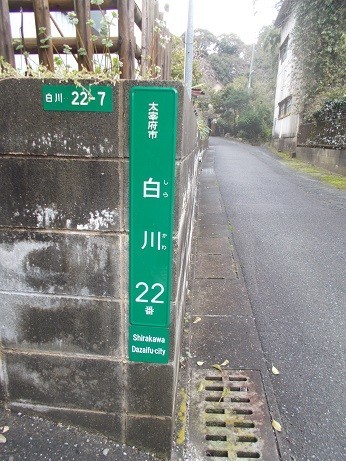 白川 22-7
太宰府市
白川
しらかわ
22
番
Shirakawa
Dazaifu-city